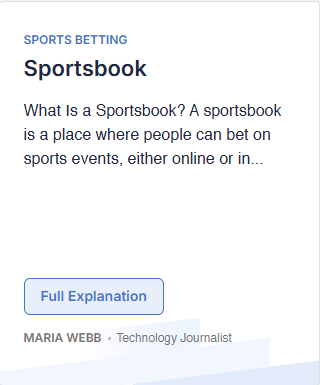 SPORTS BETTING
Sportsbook
What Is a Sportsbook? A sportsbook
is a place where people can bet on
sports events, either online or in...
Full Explanation
MARIA WEBB • Technology Journalist